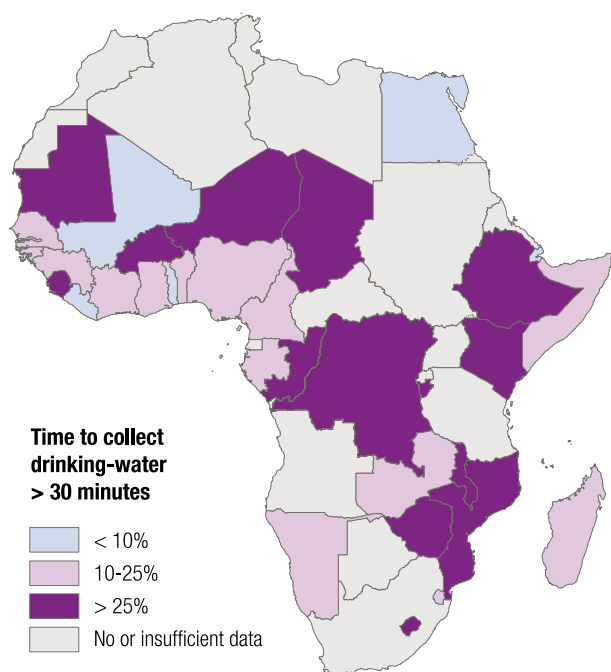 Time to collect
drinking-water
> 30 minutes
< 10%
10-25%
> 25%
No or insufficient data